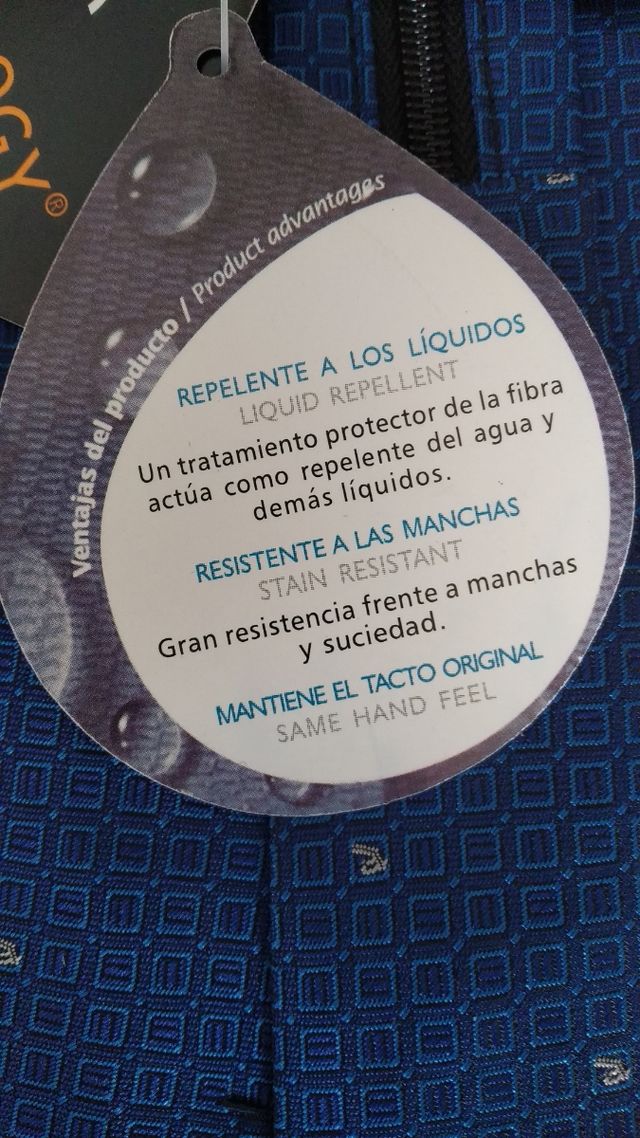 OGY®
Ventajas del producto / Product advantages
REPELENTE A LOS LÍQUIDOS
LIQUID REPELLENT
Un tratamiento protector de la fibra
actúa como repelente del agua y
demás líquidos.
RESISTENTE A LAS MANCHAS
STAIN RESISTANT
Gran resistencia frente a manchas
y suciedad.
MANTIENE EL TACTO ORIGINAL
SAME HAND FEEL